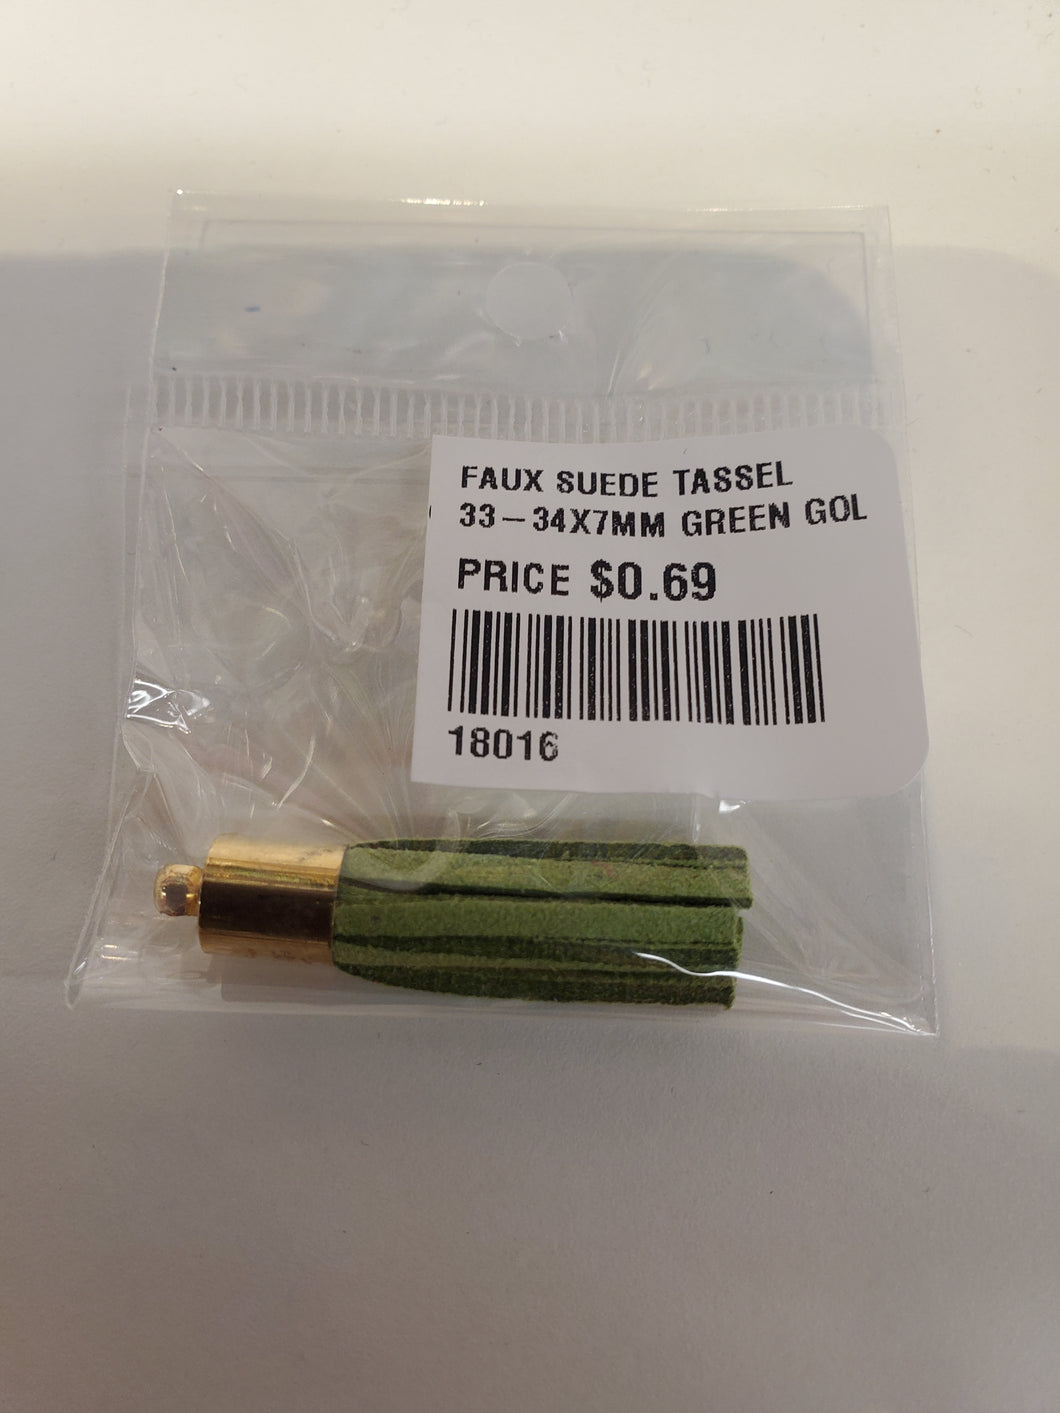 FAUX SUEDE TASSEL
33-34X7MM GREEN GOL
PRICE $0.69
18016